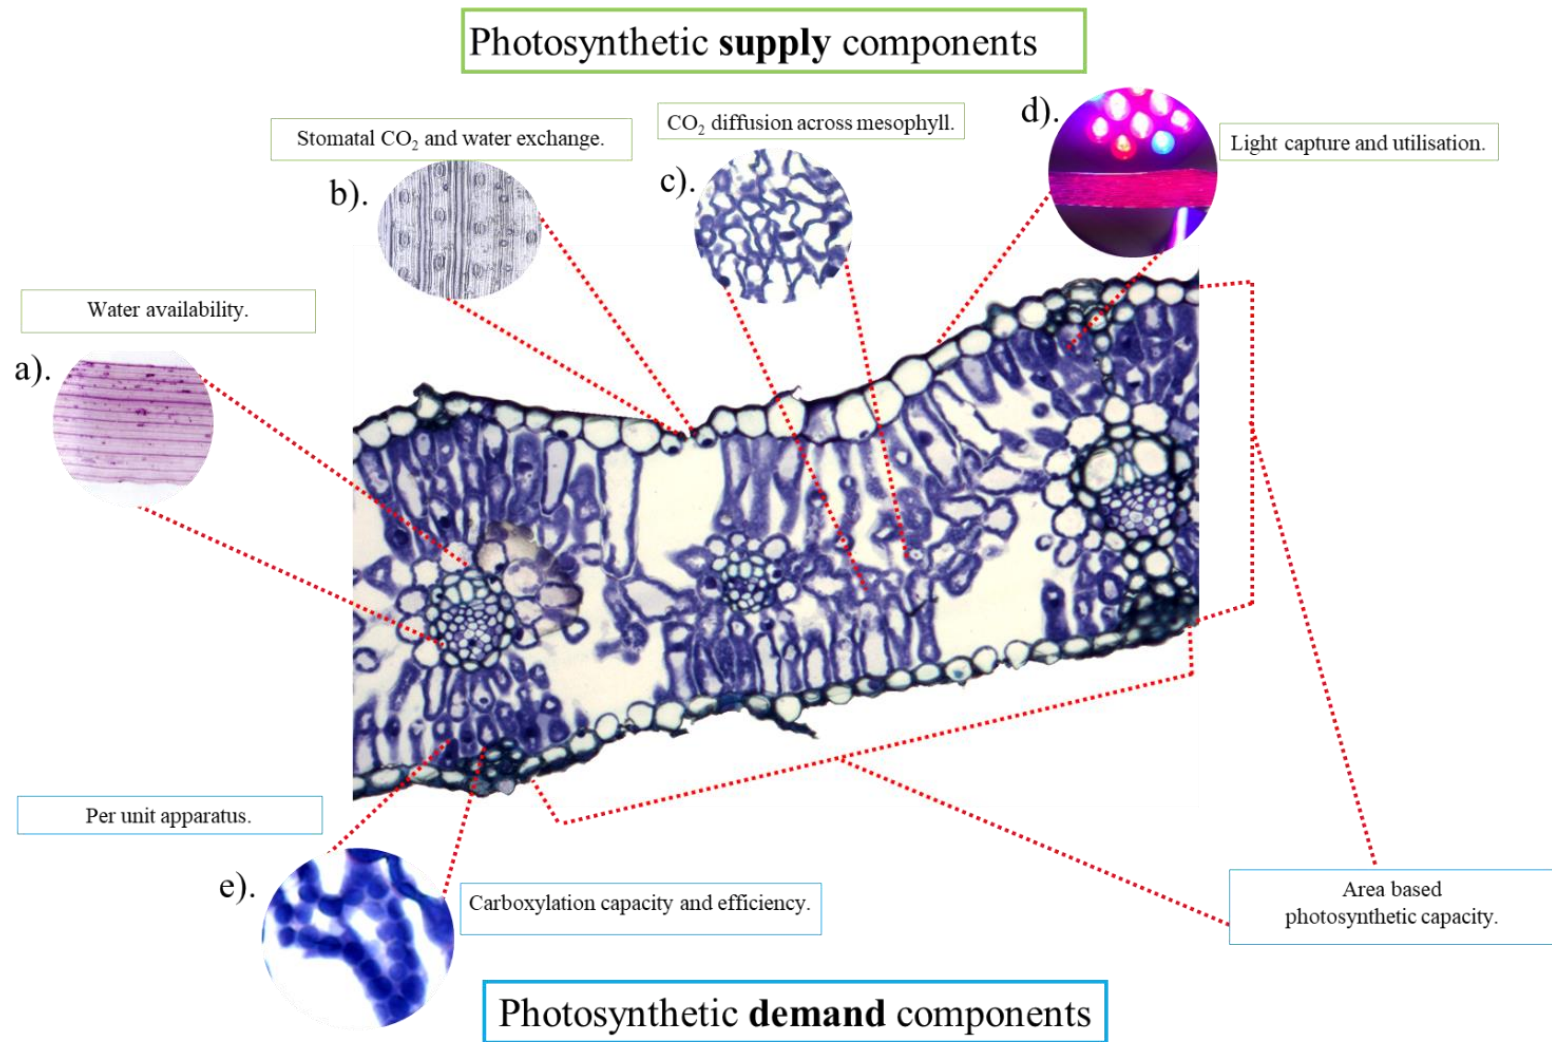 Photosynthetic supply components
d).
CO₂ diffusion across mesophyll.
Stomatal CO₂ and water exchange.
Light capture and utilisation.
b).
c).
Water availability.
a).
Per unit apparatus.
e).
Carboxylation capacity and efficiency.
Area based
photosynthetic capacity.
Photosynthetic demand components